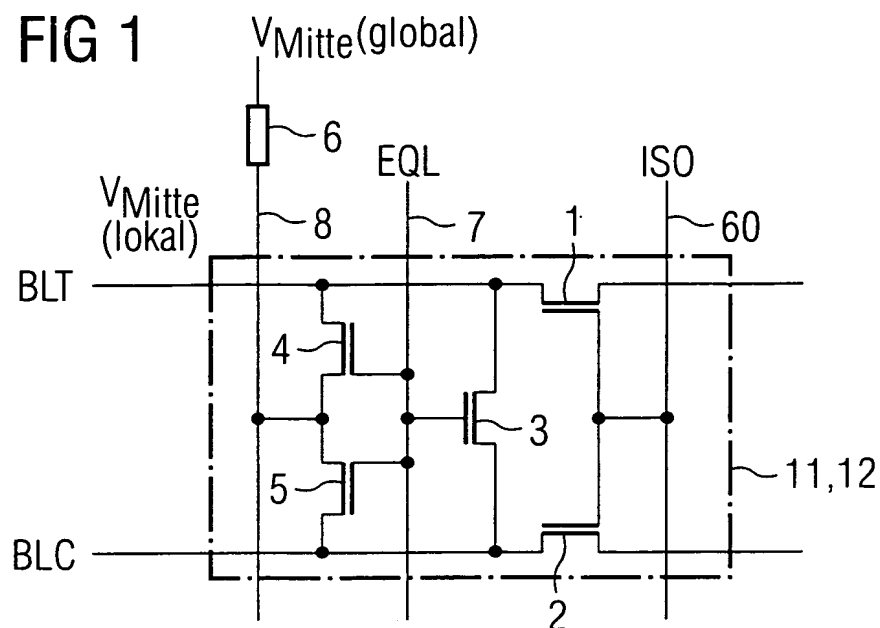 FIG 1
VMitte (global)
6
EQL
ISO
VMitte
(lokal)
8
7
1
60
BLT
4
3
5
11,12
BLC
2